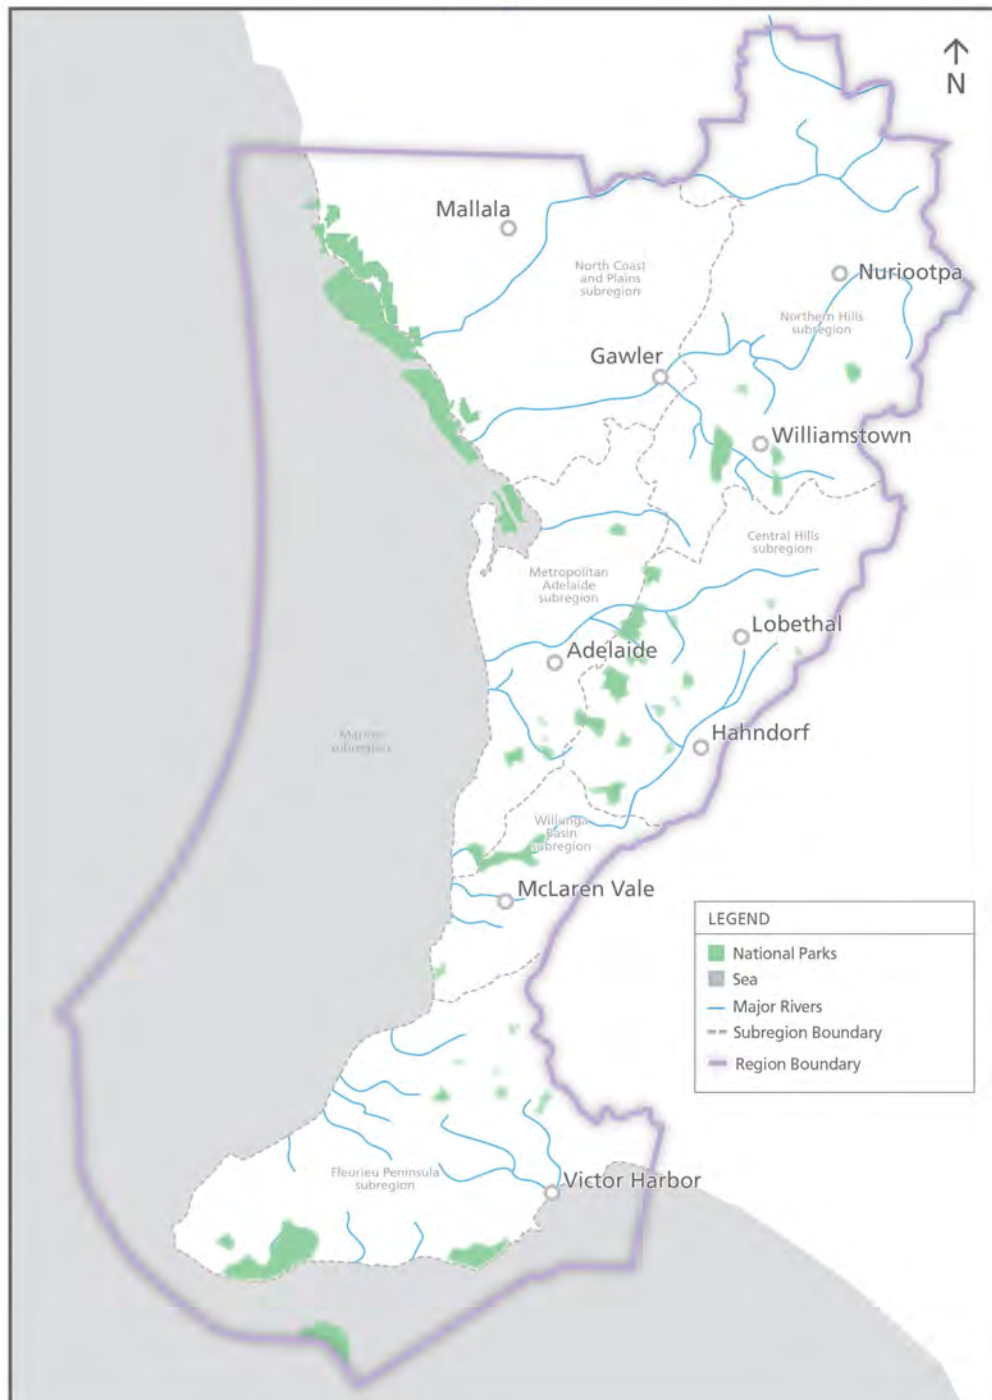 N
Mallala
North Coast
and Plains
subregion
Nuriootpa
Northern Hills
subregion
Gawler
Williamstown
Central Hills
subregion
Metropolitan
Adelaide
subregion
Lobethal
Adelaide
Hahndorf
Marine
subregion
Willunga
Basin
subregion
McLaren Vale
LEGEND
National Parks
Sea
Major Rivers
Subregion Boundary
Region Boundary
Fleurieu Peninsula
subregion
Victor Harbor